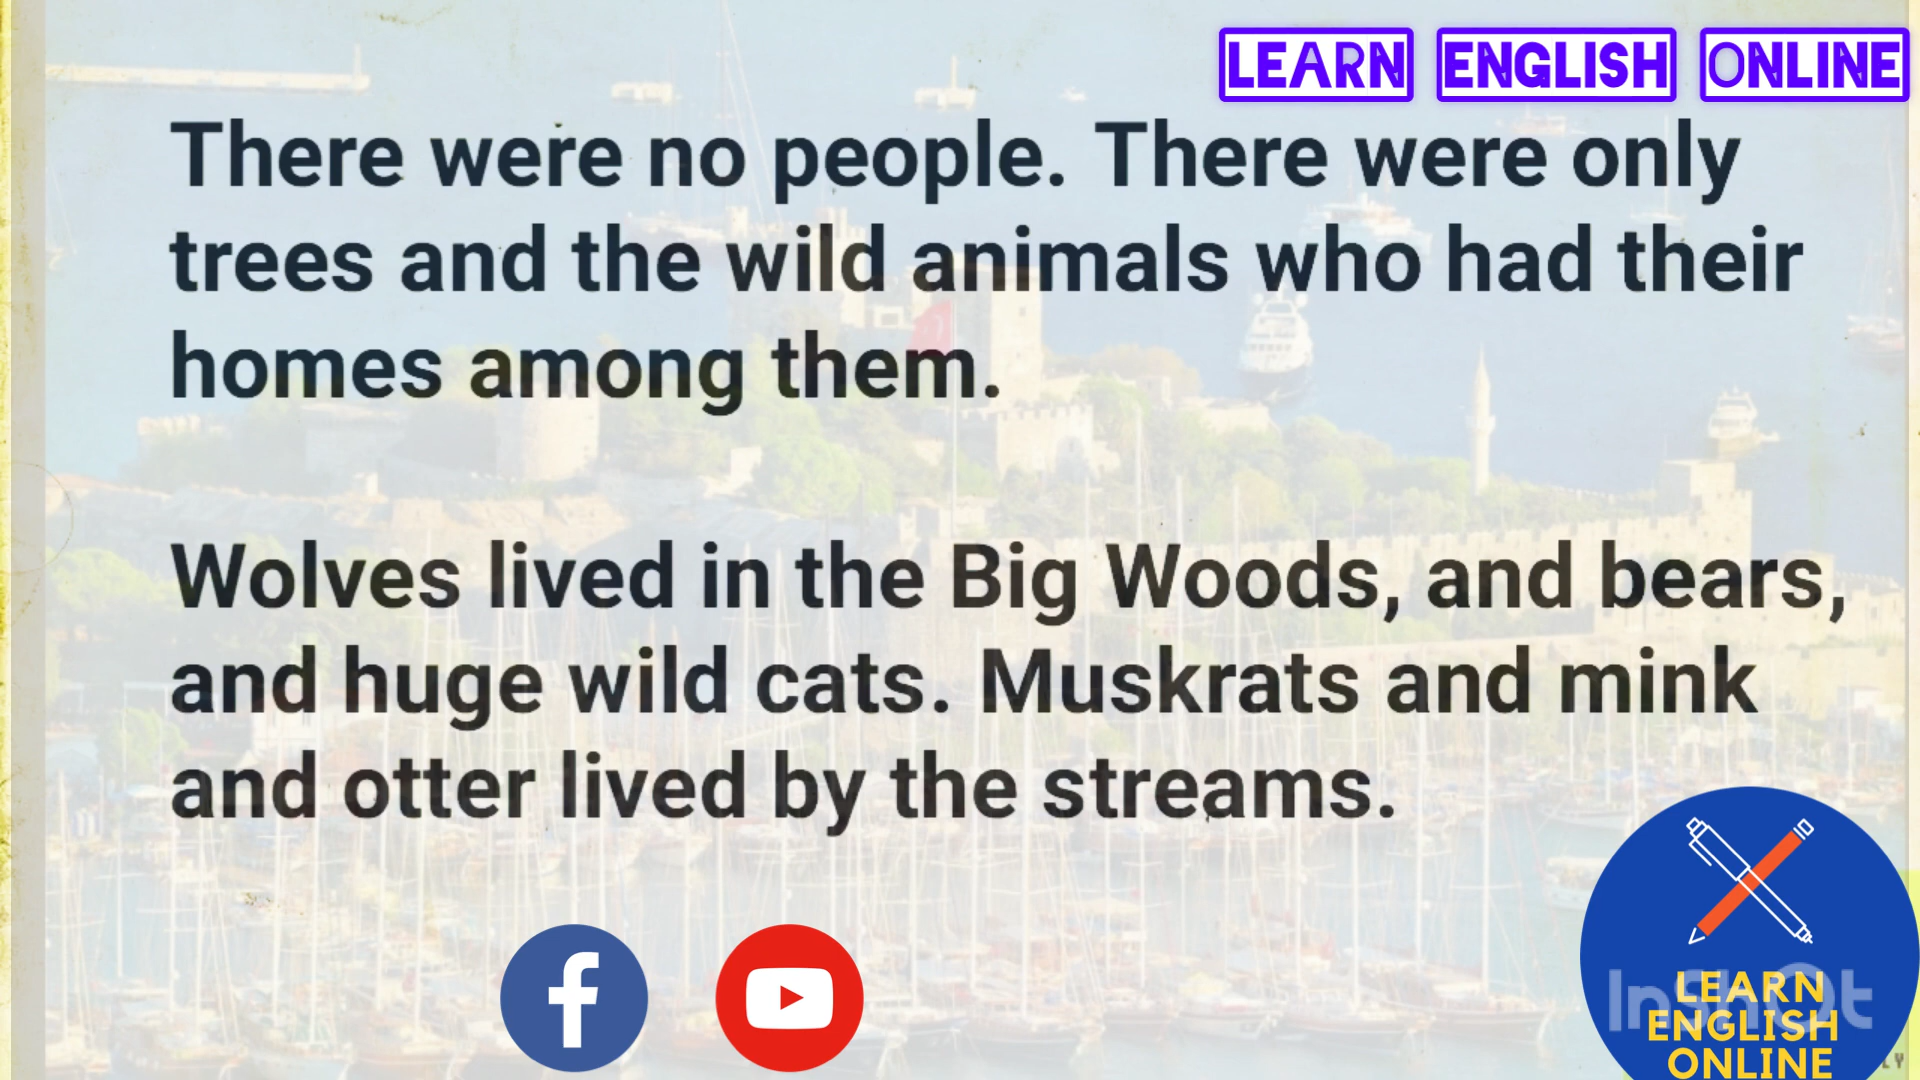 LEARN ENGLISH ONLINE
There were no people. There were only
trees and the wild animals who had their
homes among them.
Wolves lived in the Big Woods, and bears,
and huge wild cats. Muskrats and mink
and otter lived by the streams.
InShOt
LEARN
ENGLISH
ONLINE